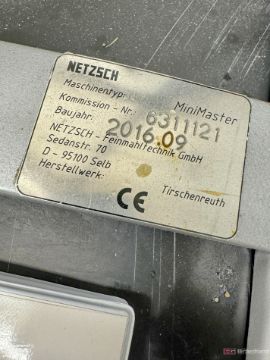 NETZSCH
Maschinentyp: MiniMaster
Kommission - Nr.: 6311121
Baujahr: 2016.09
NETZSCH - Feinmahltechnik GmbH
Sedanstr. 70
D - 95100 Selb
Herstellwerk: Tirschenreuth
CE